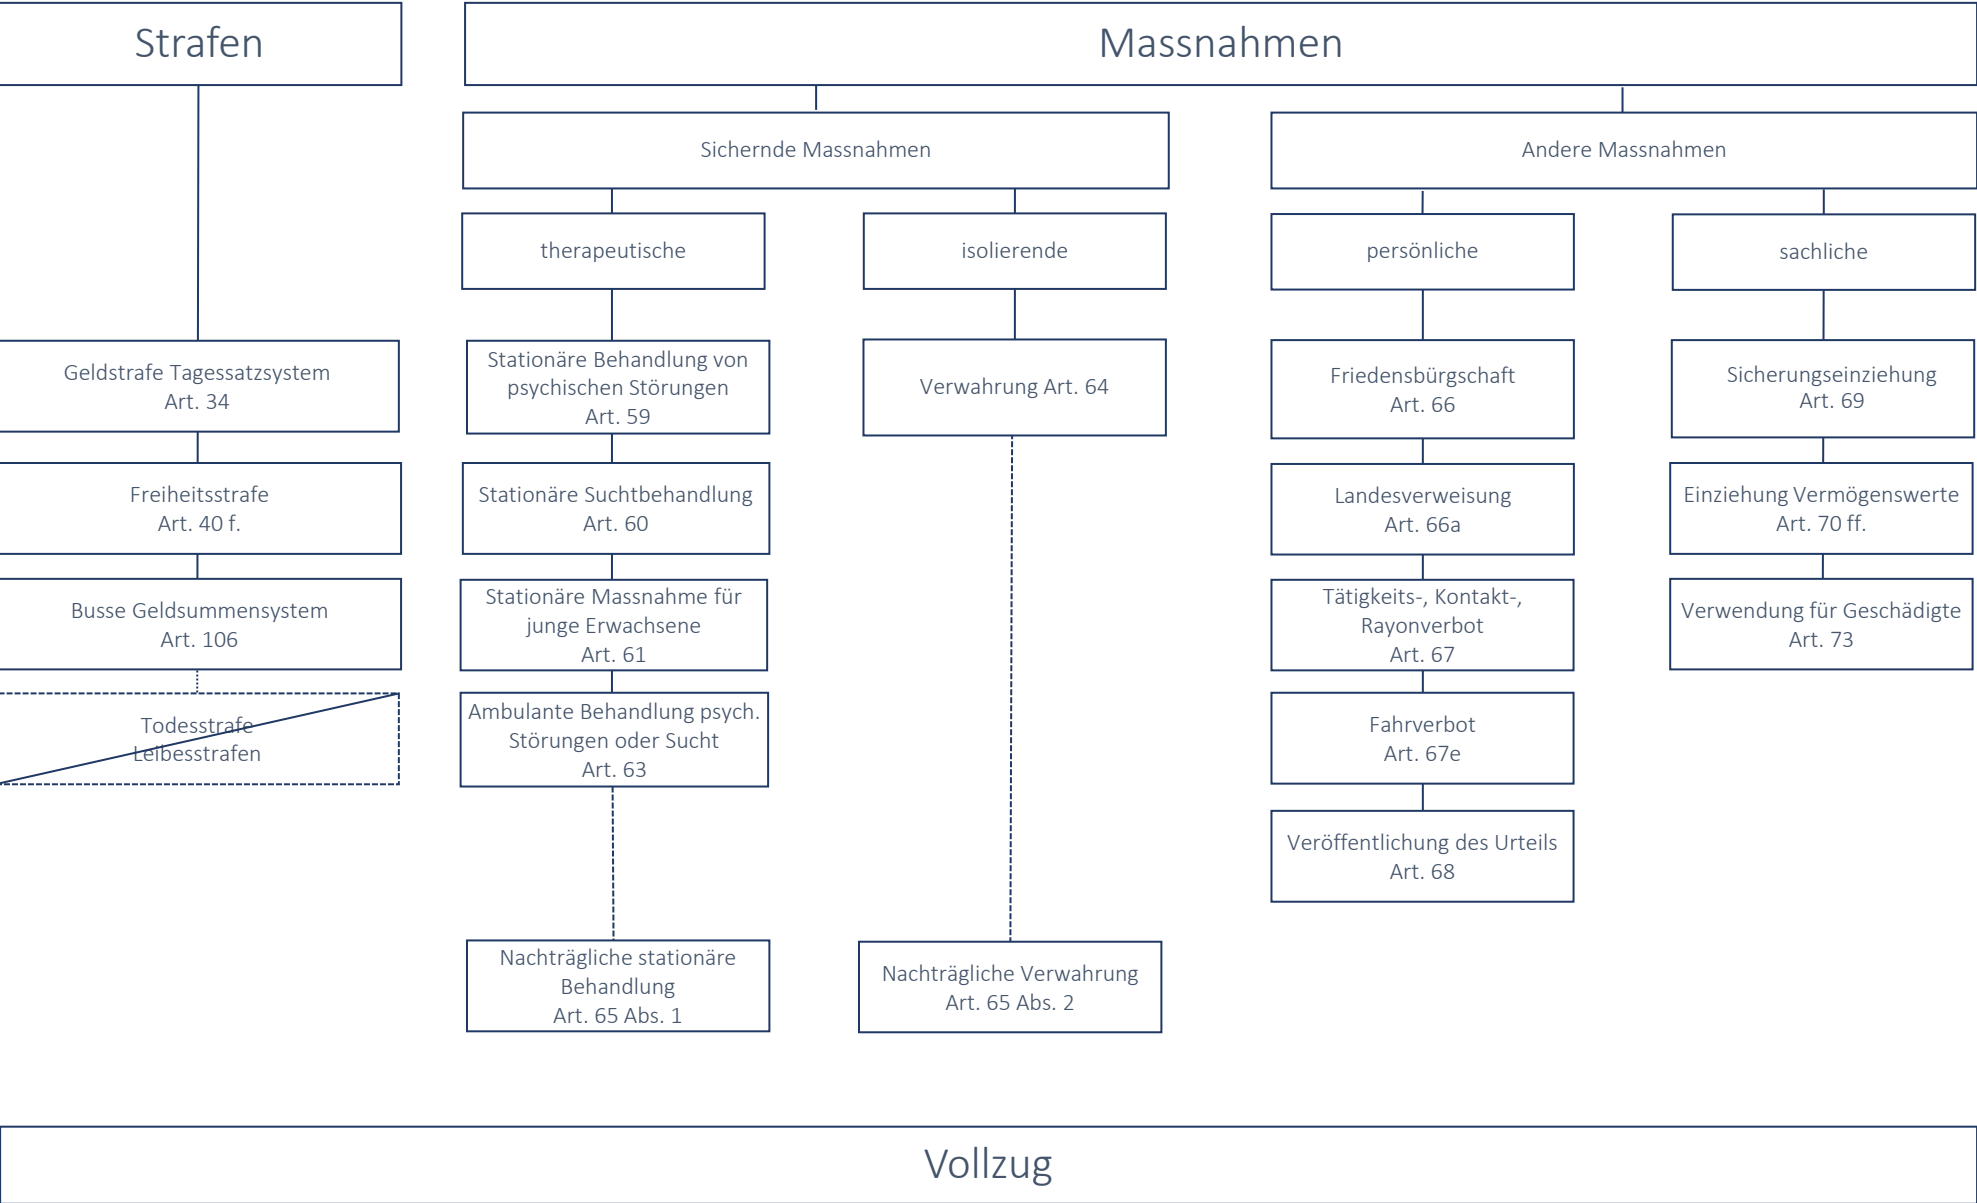 Strafen
Massnahmen
Sichernde Massnahmen
Andere Massnahmen
therapeutische
isolierende
persönliche
sachliche
Geldstrafe Tagessatzsystem
Art. 34
Freiheitsstrafe
Art. 40 f.
Busse Geldsummensystem
Art. 106
Todesstrafe
Leibesstrafen
Stationäre Behandlung von
psychischen Störungen
Art. 59
Stationäre Suchtbehandlung
Art. 60
Stationäre Massnahme für
junge Erwachsene
Art. 61
Ambulante Behandlung psych.
Störungen oder Sucht
Art. 63
Nachträgliche stationäre
Behandlung
Art. 65 Abs. 1
Verwahrung Art. 64
Nachträgliche Verwahrung
Art. 65 Abs. 2
Friedensbürgschaft
Art. 66
Landesverweisung
Art. 66a
Tätigkeits-, Kontakt-,
Rayonverbot
Art. 67
Fahrverbot
Art. 67e
Veröffentlichung des Urteils
Art. 68
Sicherungseinziehung
Art. 69
Einziehung Vermögenswerte
Art. 70 ff.
Verwendung für Geschädigte
Art. 73
Vollzug